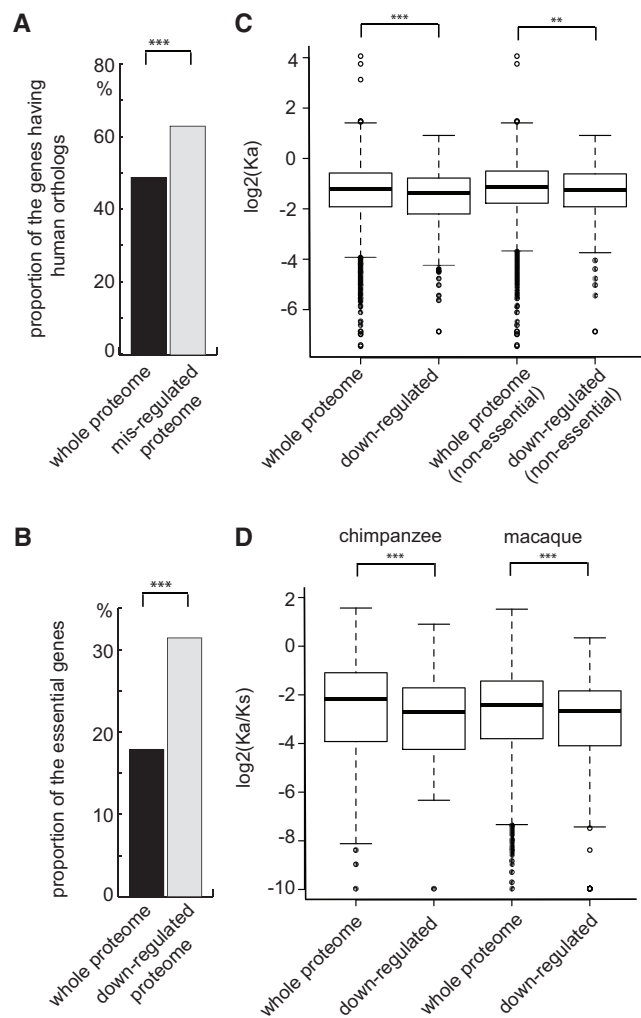 A
***
80
%
60
40
20
0
proportion of the genes having
human orthologs
whole proteome
mis-regulated
proteome
B
***
%
30
20
10
0
proportion of the essential genes
whole proteome
down-regulated
proteome
C
***
**
4
2
0
-2
-4
-6
log2(Ka)
whole proteome
down-regulated
whole proteome
(non-essential)
down-regulated
(non-essential)
D
chimpanzee
macaque
***
***
2
0
-2
-4
-6
-8
-10
log2(Ka/Ks)
whole proteome
down-regulated
whole proteome
down-regulated